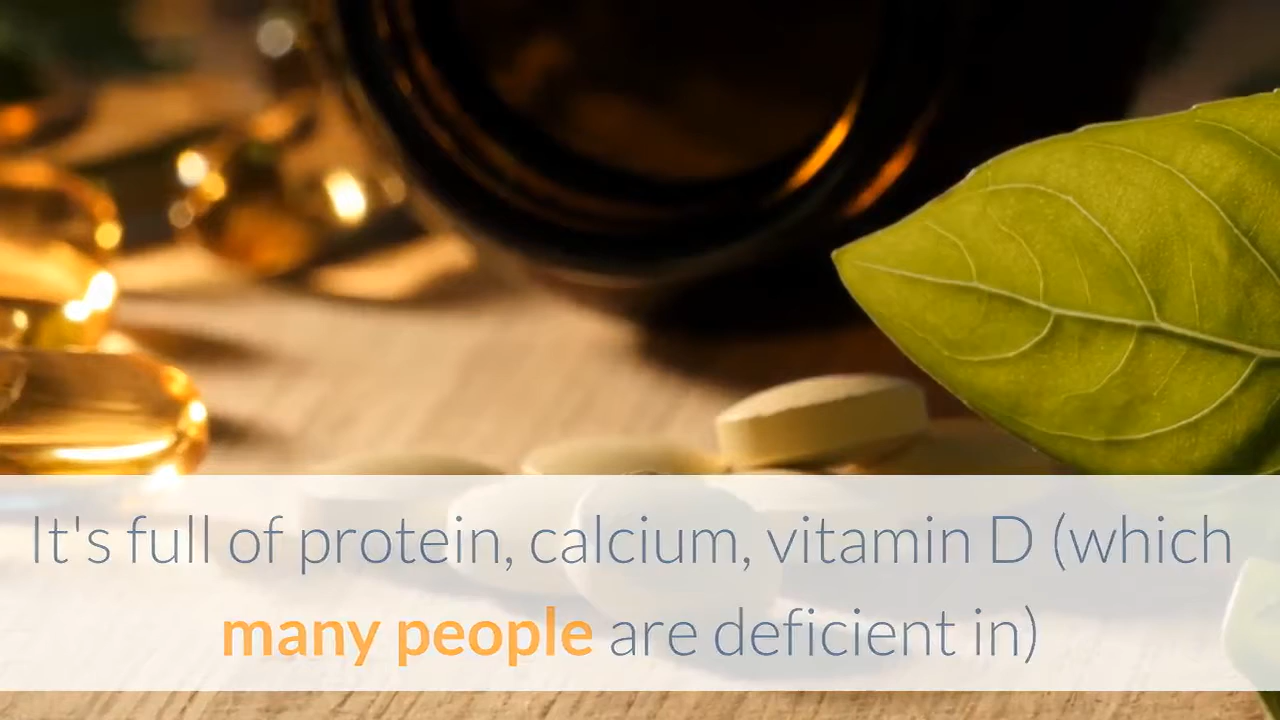 It's full of protein, calcium, vitamin D (which
many people are deficient in)